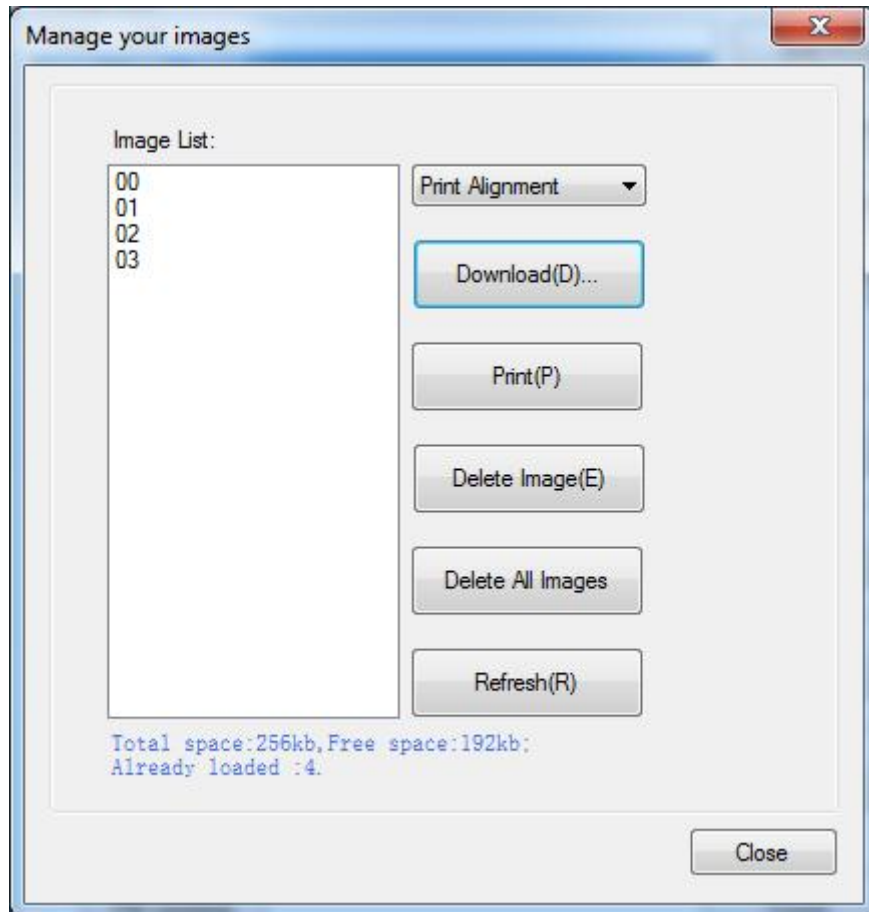 Manage your images
Image List:
00
01
02
03
Print Alignment
Download(D)...
Print(P)
Delete Image(E)
Delete All Images
Refresh(R)
Total space:256kb,Free space:192kb;
Already loaded :4.
Close